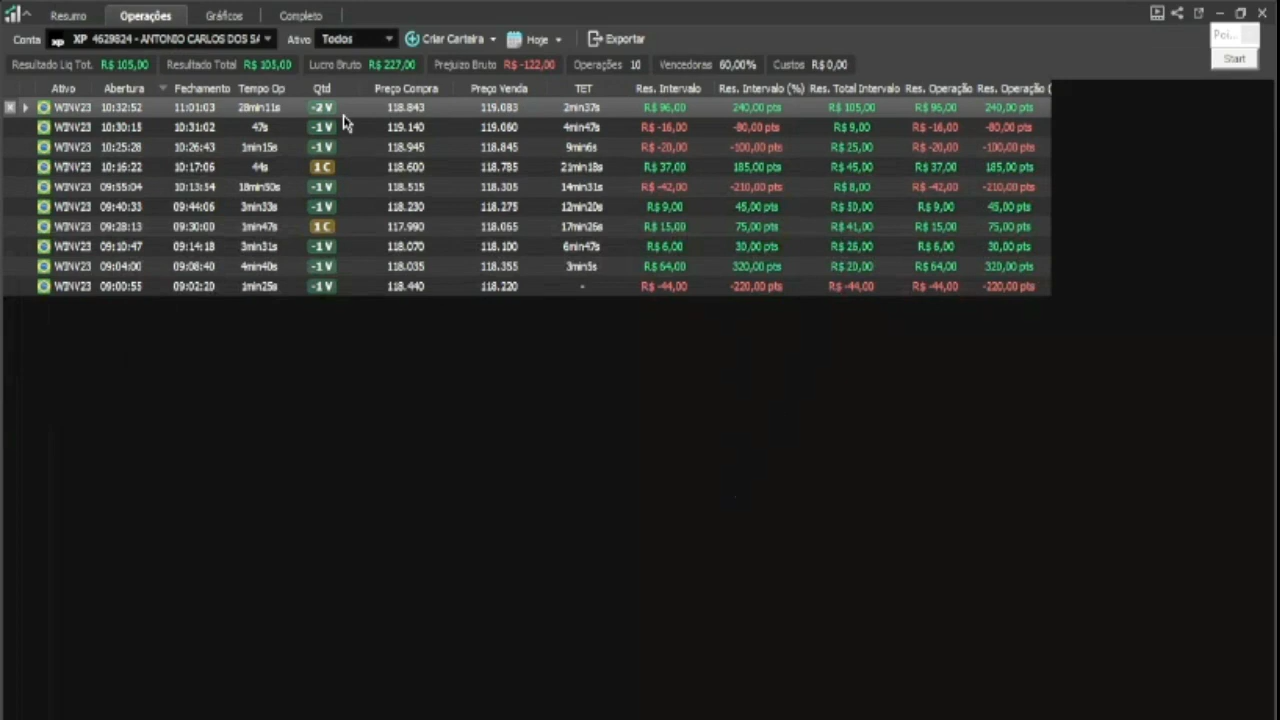 Resumo Operações Gráficos Completo
Conta XP XP 4629824 - ANTONIO CARLOS DOS SA Ativo Todos Criar Carteira Hoje Exportar
Poi...
Start
Resultado Liq Tot. R$ 105,00 Resultado Total R$ 105,00 Lucro Bruto R$ 227,00 Prejuízo Bruto R$ -122,00 Operações 10 Vencedoras 60,00% Custos R$ 0,00
Ativo Abertura Fechamento Tempo Op Qtd Preço Compra Preço Venda TET Res. Intervalo Res. Intervalo (%) Res. Total Intervalo Res. Operação Res. Operação (
WINV23 10:32:52 11:01:03 28min11s -2 V 118.843 119.083 2min37s R$ 96,00 240,00 pts R$ 105,00 R$ 96,00 240,00 pts
WINV23 10:30:15 10:31:02 47s -1 V 119.140 119.060 4min47s R$ -16,00 -80,00 pts R$ 9,00 R$ -16,00 -80,00 pts
WINV23 10:25:28 10:26:43 1min15s -1 V 118.945 118.845 9min6s R$ -20,00 -100,00 pts R$ 25,00 R$ -20,00 -100,00 pts
WINV23 10:16:22 10:17:06 44s 1 C 118.600 118.785 21min18s R$ 37,00 185,00 pts R$ 45,00 R$ 37,00 185,00 pts
WINV23 09:55:04 10:13:54 18min50s -1 V 118.515 118.305 14min31s R$ -42,00 -210,00 pts R$ 8,00 R$ -42,00 -210,00 pts
WINV23 09:40:33 09:44:06 3min33s -1 V 118.230 118.275 12min20s R$ 9,00 45,00 pts R$ 50,00 R$ 9,00 45,00 pts
WINV23 09:28:13 09:30:00 1min47s 1 C 117.990 118.065 17min26s R$ 15,00 75,00 pts R$ 41,00 R$ 15,00 75,00 pts
WINV23 09:10:47 09:14:18 3min31s -1 V 118.070 118.100 6min47s R$ 6,00 30,00 pts R$ 26,00 R$ 6,00 30,00 pts
WINV23 09:04:00 09:08:40 4min40s -1 V 118.035 118.355 3min5s R$ 64,00 320,00 pts R$ 20,00 R$ 64,00 320,00 pts
WINV23 09:00:55 09:02:20 1min25s -1 V 118.440 118.220 - R$ -44,00 -220,00 pts R$ -44,00 R$ -44,00 -220,00 pts